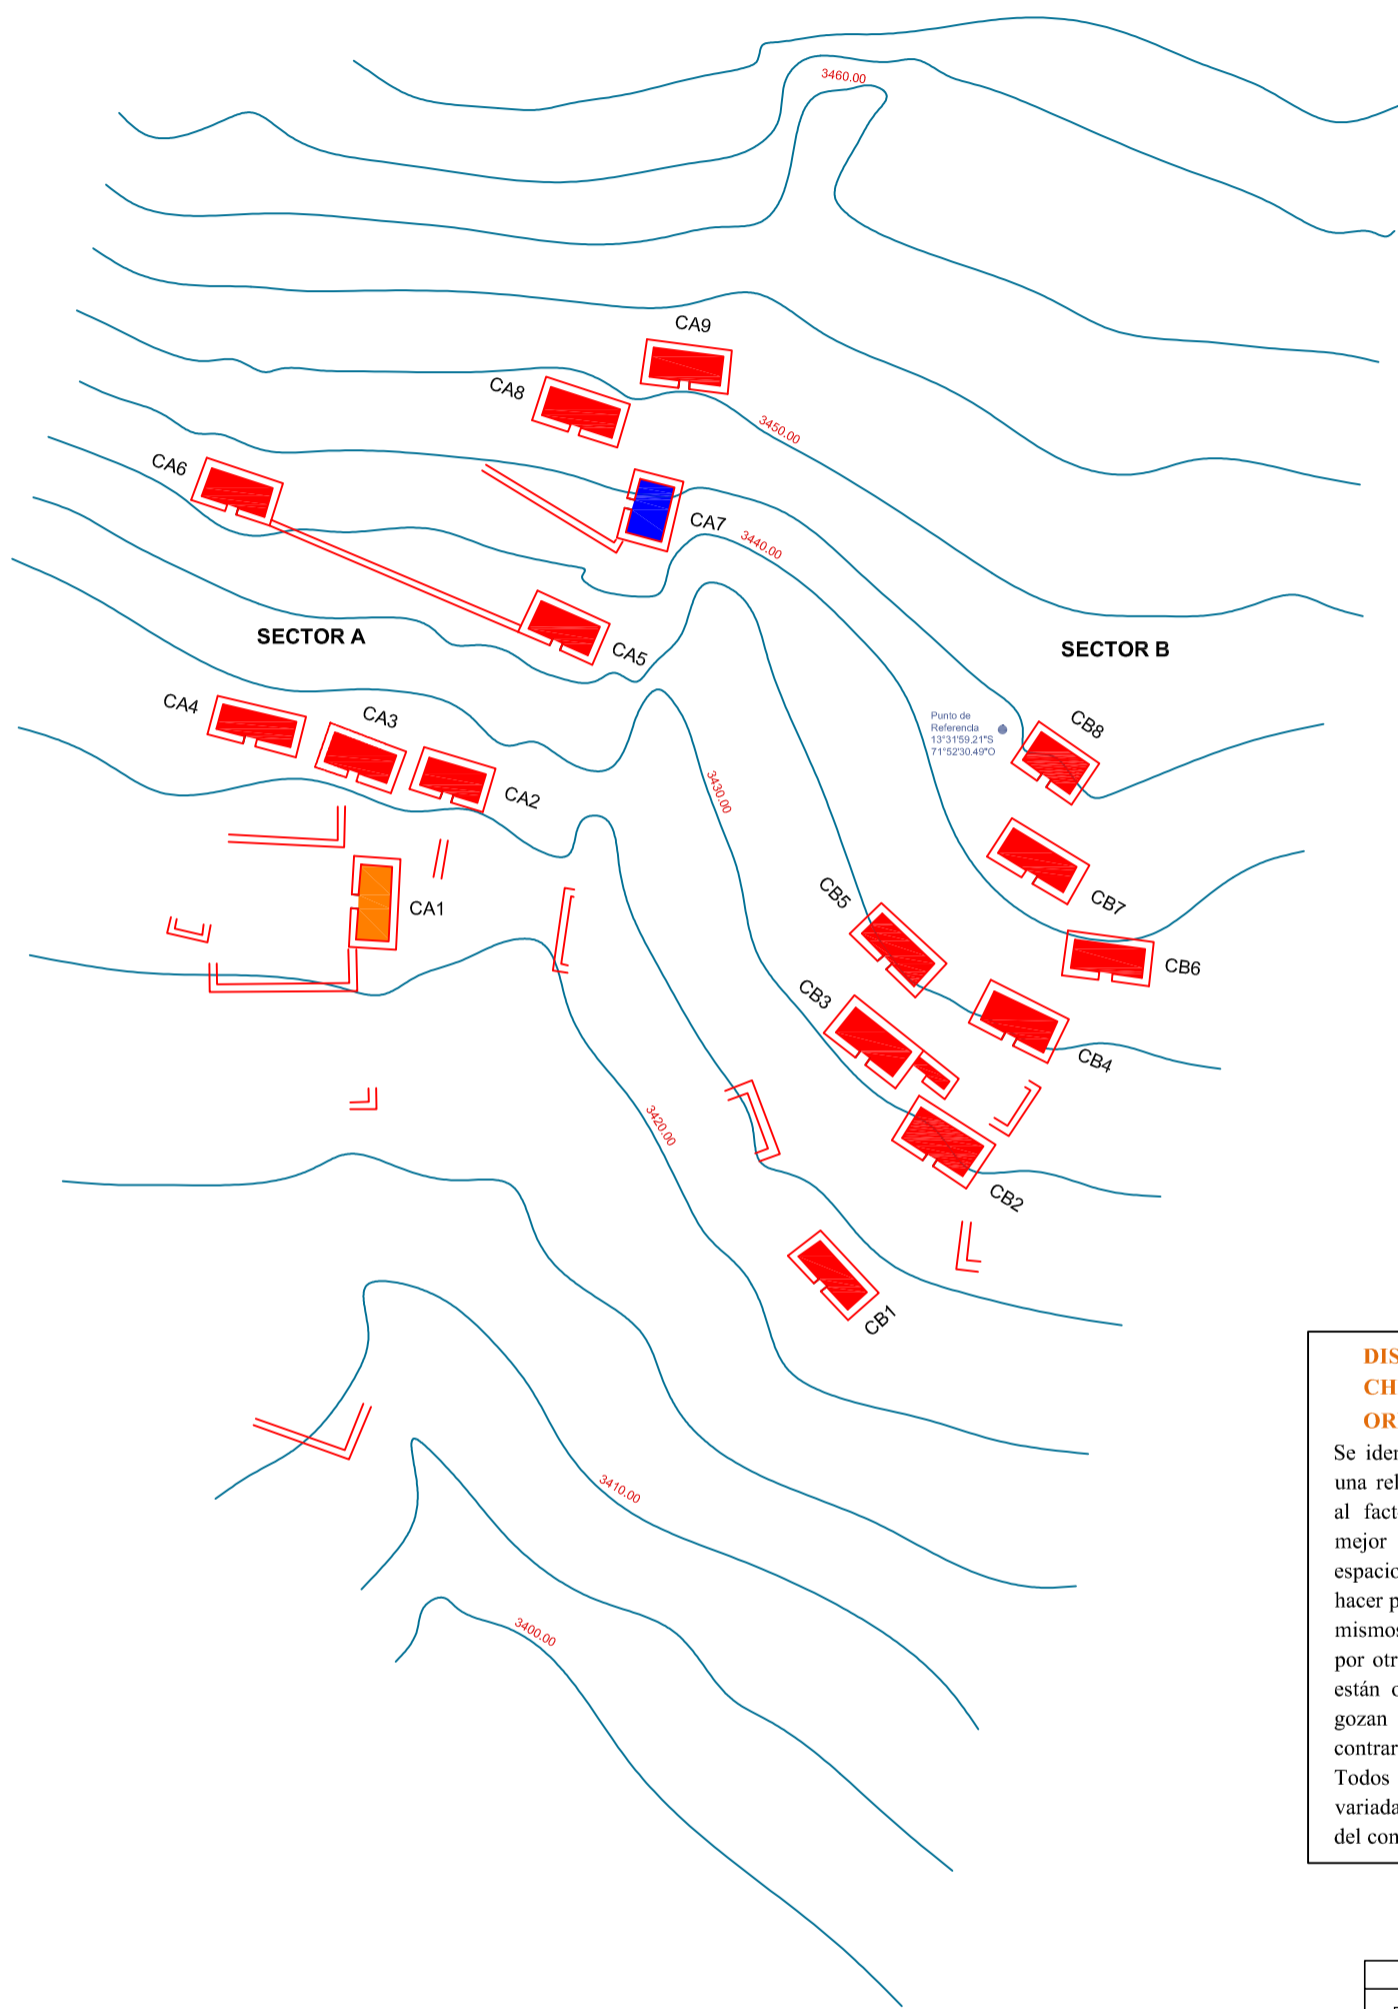 3460.00
CA9
CA8
3450.00
CA6
CA7
3440.00
SECTOR A
CA5
SECTOR B
CA4
CA3
Punto de
Referencia
13°31'59.21"S
71°52'30.49"O
CB8
CA2
3430.00
CB5
CB7
CA1
CB6
CB3
CB4
3420.00
CB2
CB1
3410.00
3400.00
DIS
CH
OR
Se iden
una rel
al fact
mejor
espacio
hacer p
mismos
por otr
están o
gozan
contrar
Todos
variada
del con